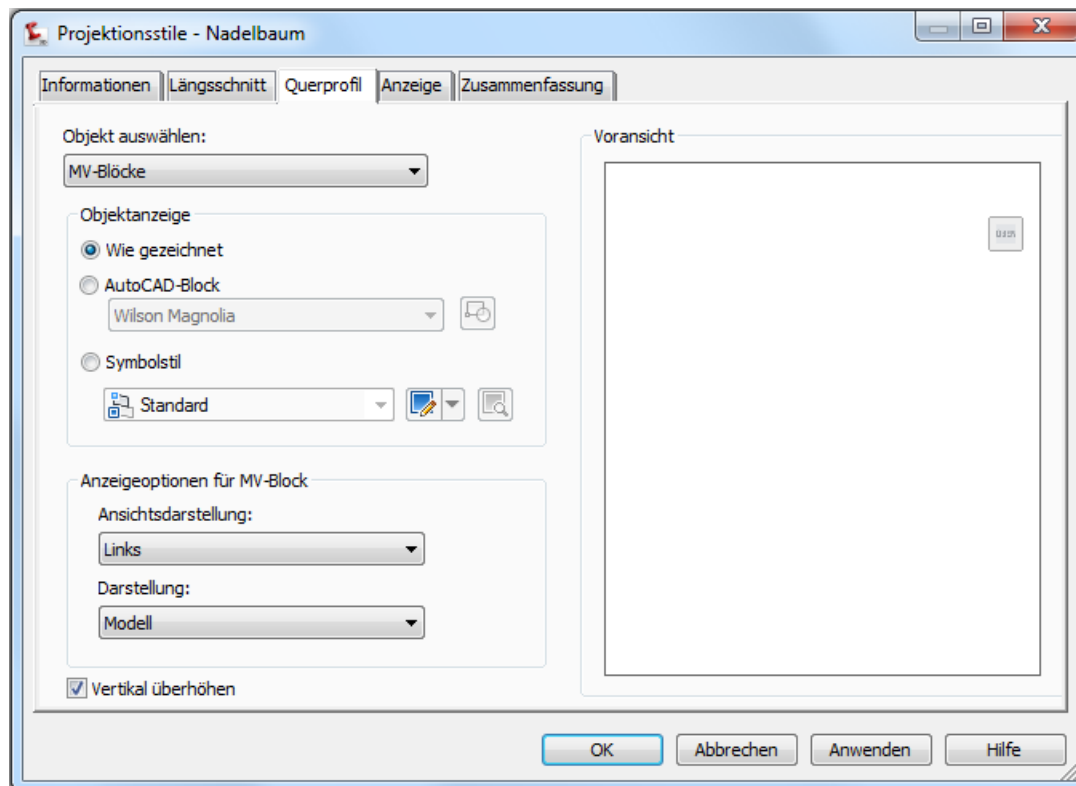 Projektionsstile - Nadelbaum
Informationen Längsschnitt Querprofil Anzeige Zusammenfassung
Objekt auswählen:
MV-Blöcke
Objektanzeige
Wie gezeichnet
AutoCAD-Block
Wilson Magnolia
Symbolstil
Standard
Anzeigeoptionen für MV-Block
Ansichtsdarstellung:
Links
Darstellung:
Modell
Vertikal überhöhen
Voransicht
OK Abbrechen Anwenden Hilfe